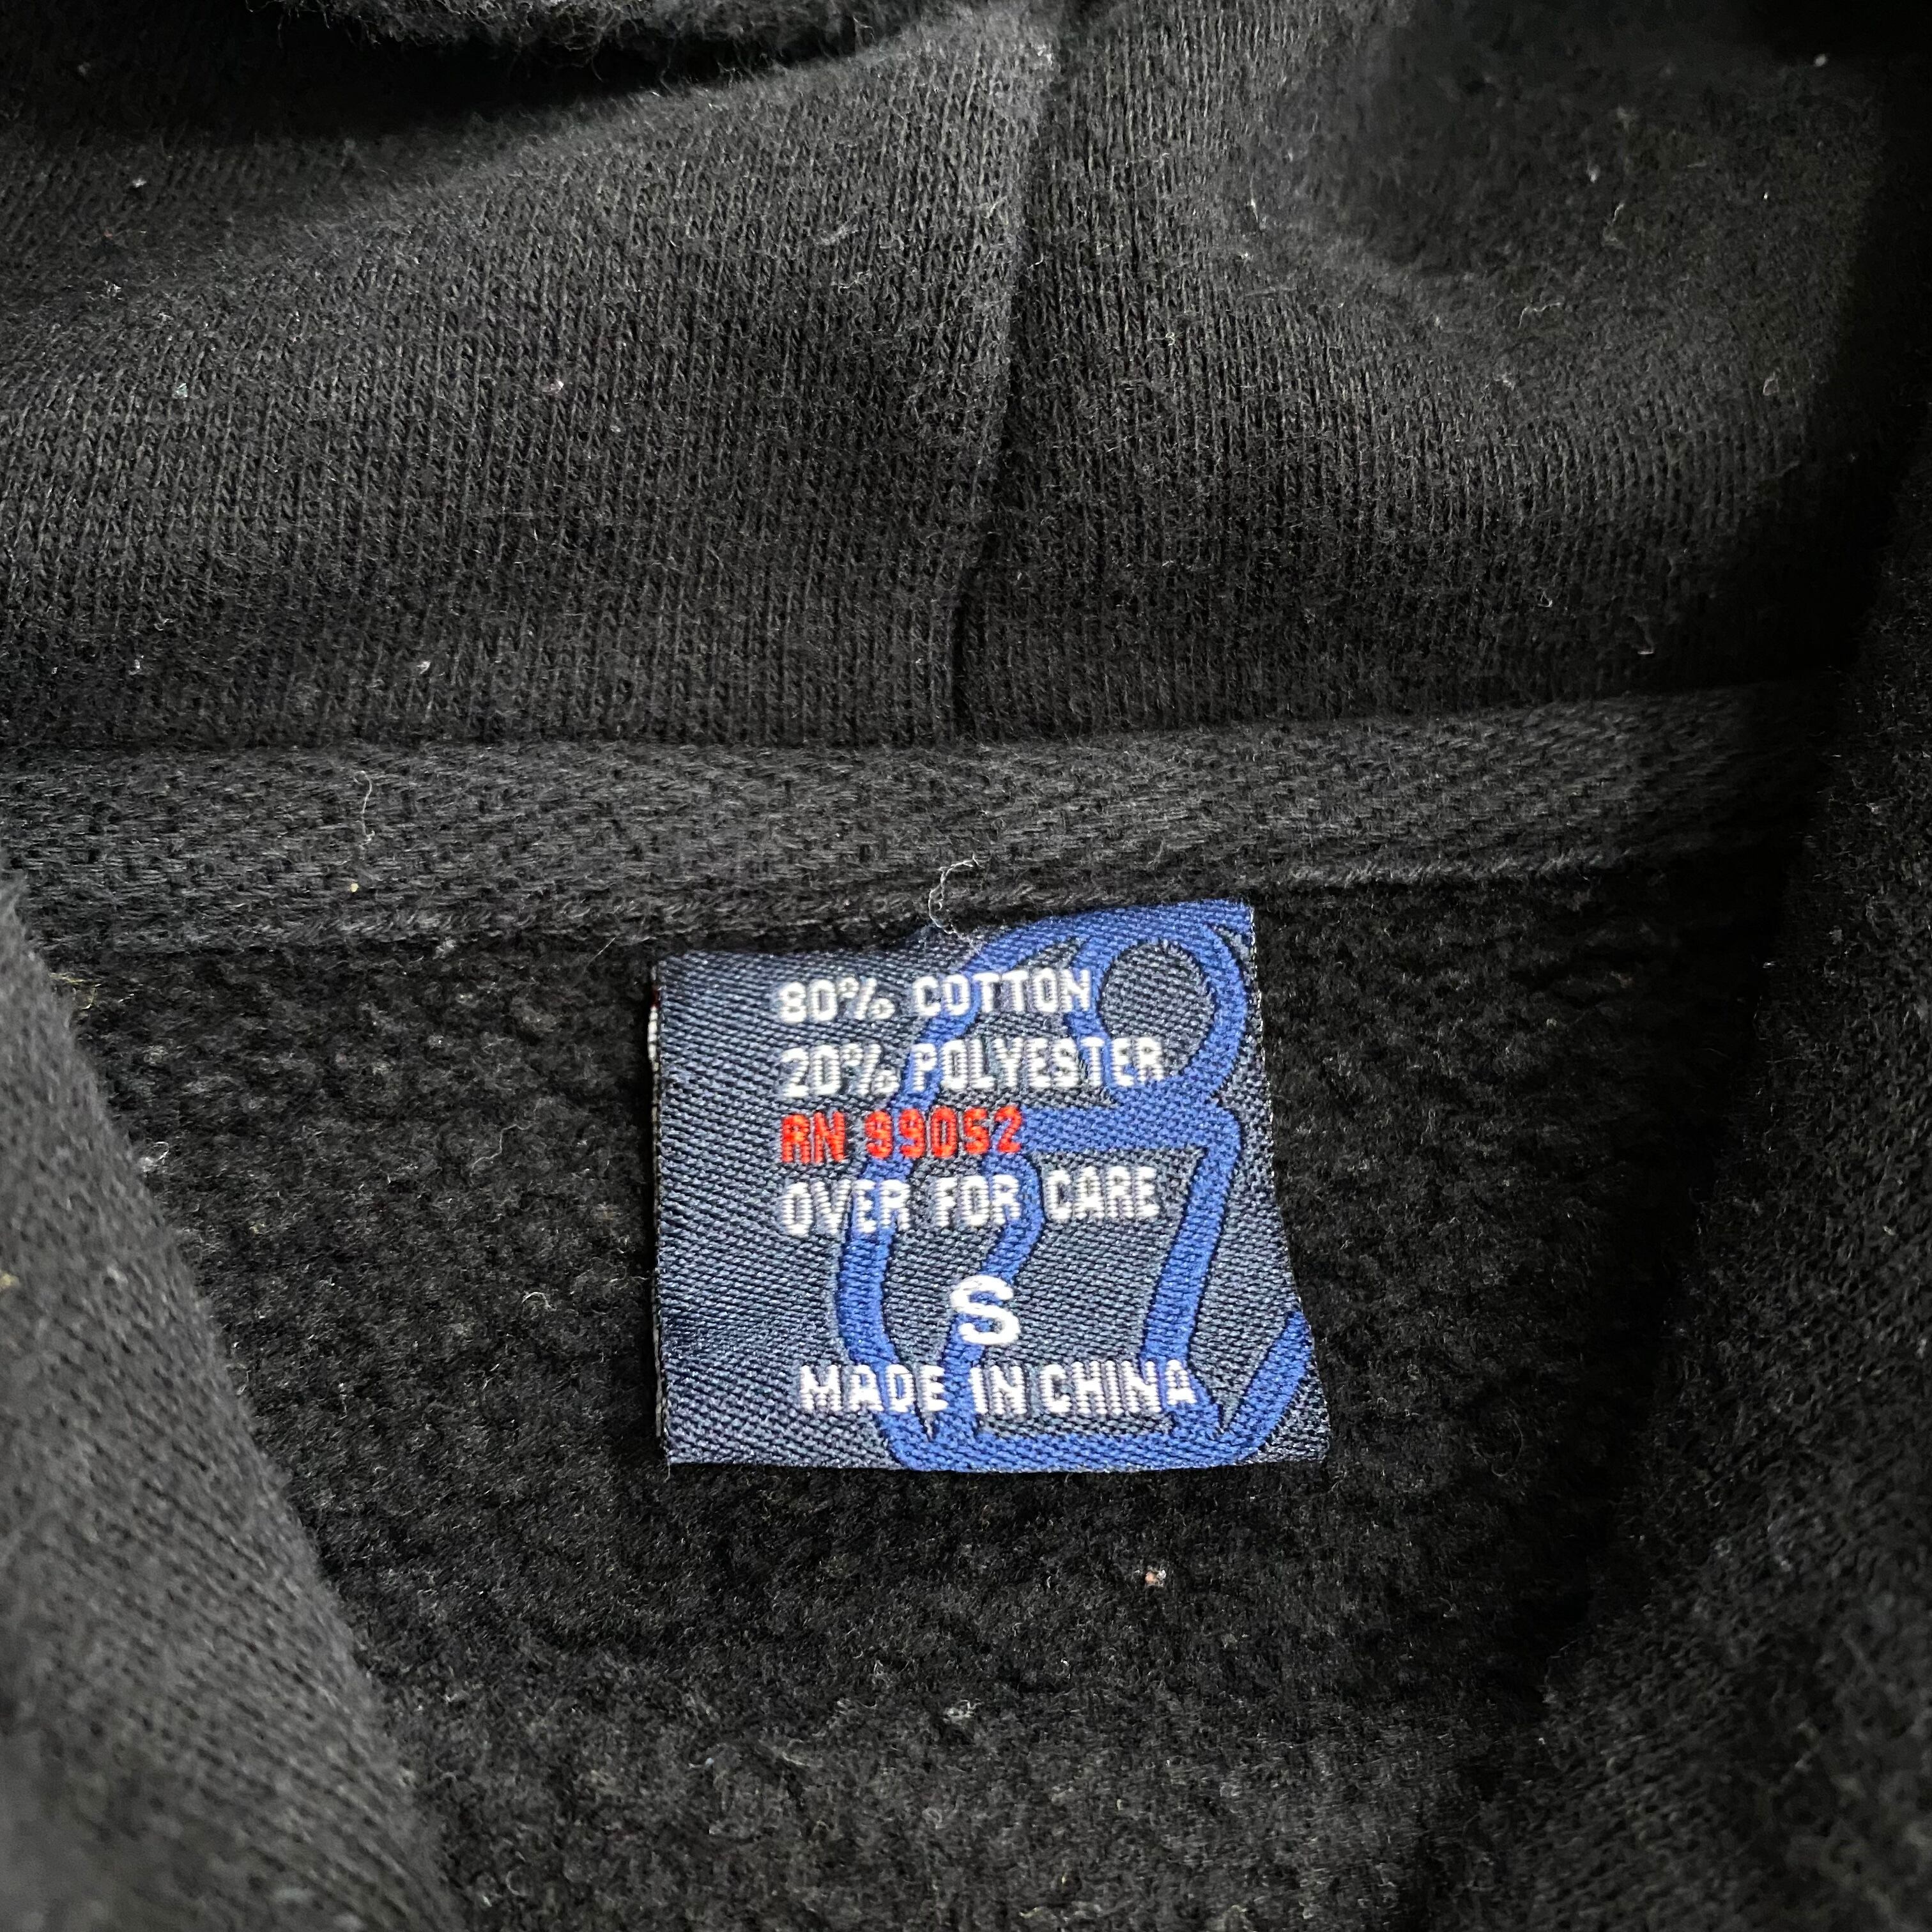 80% COTTON
20% POLYESTER
RN 99052
OVER FOR CARE
S
MADE IN CHINA